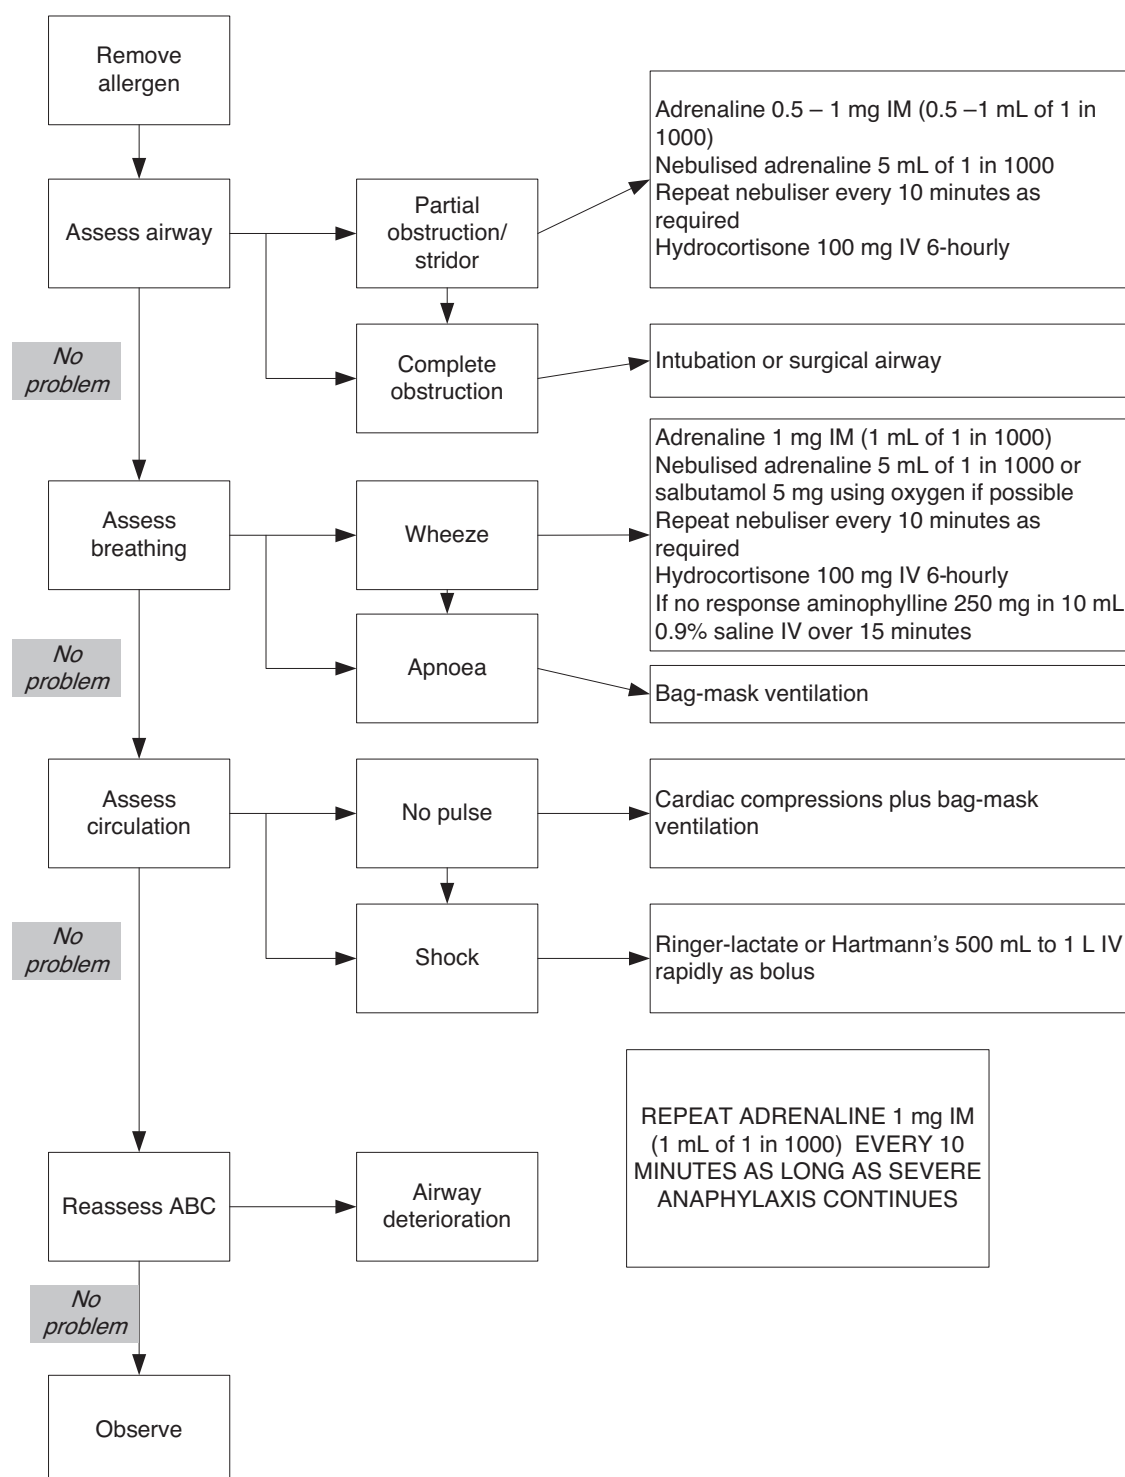 Remove
allergen
Assess airway
Partial
obstruction/
stridor
Adrenaline 0.5 – 1 mg IM (0.5 –1 mL of 1 in
1000)
Nebulised adrenaline 5 mL of 1 in 1000
Repeat nebuliser every 10 minutes as
required
Hydrocortisone 100 mg IV 6-hourly
No
problem
Complete
obstruction
Intubation or surgical airway
Assess
breathing
Wheeze
Adrenaline 1 mg IM (1 mL of 1 in 1000)
Nebulised adrenaline 5 mL of 1 in 1000 or
salbutamol 5 mg using oxygen if possible
Repeat nebuliser every 10 minutes as
required
Hydrocortisone 100 mg IV 6-hourly
If no response aminophylline 250 mg in 10 mL
0.9% saline IV over 15 minutes
No
problem
Apnoea
Bag-mask ventilation
Assess
circulation
No pulse
Cardiac compressions plus bag-mask
ventilation
No
problem
Shock
Ringer-lactate or Hartmann’s 500 mL to 1 L IV
rapidly as bolus
REPEAT ADRENALINE 1 mg IM
(1 mL of 1 in 1000) EVERY 10
MINUTES AS LONG AS SEVERE
ANAPHYLAXIS CONTINUES
Reassess ABC
Airway
deterioration
No
problem
Observe